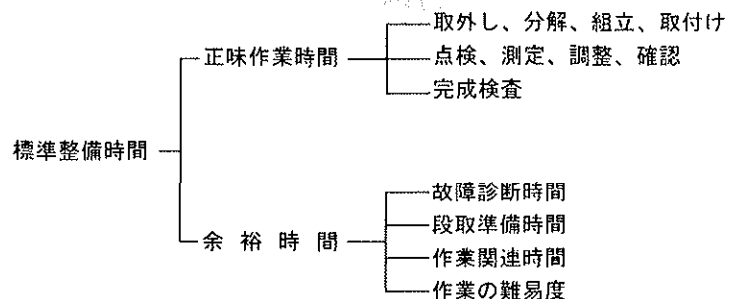 取外し、分解、組立、取付け
正味作業時間
点検、測定、調整、確認
完成検査
標準整備時間
故障診断時間
段取準備時間
余裕時間
作業関連時間
作業の難易度